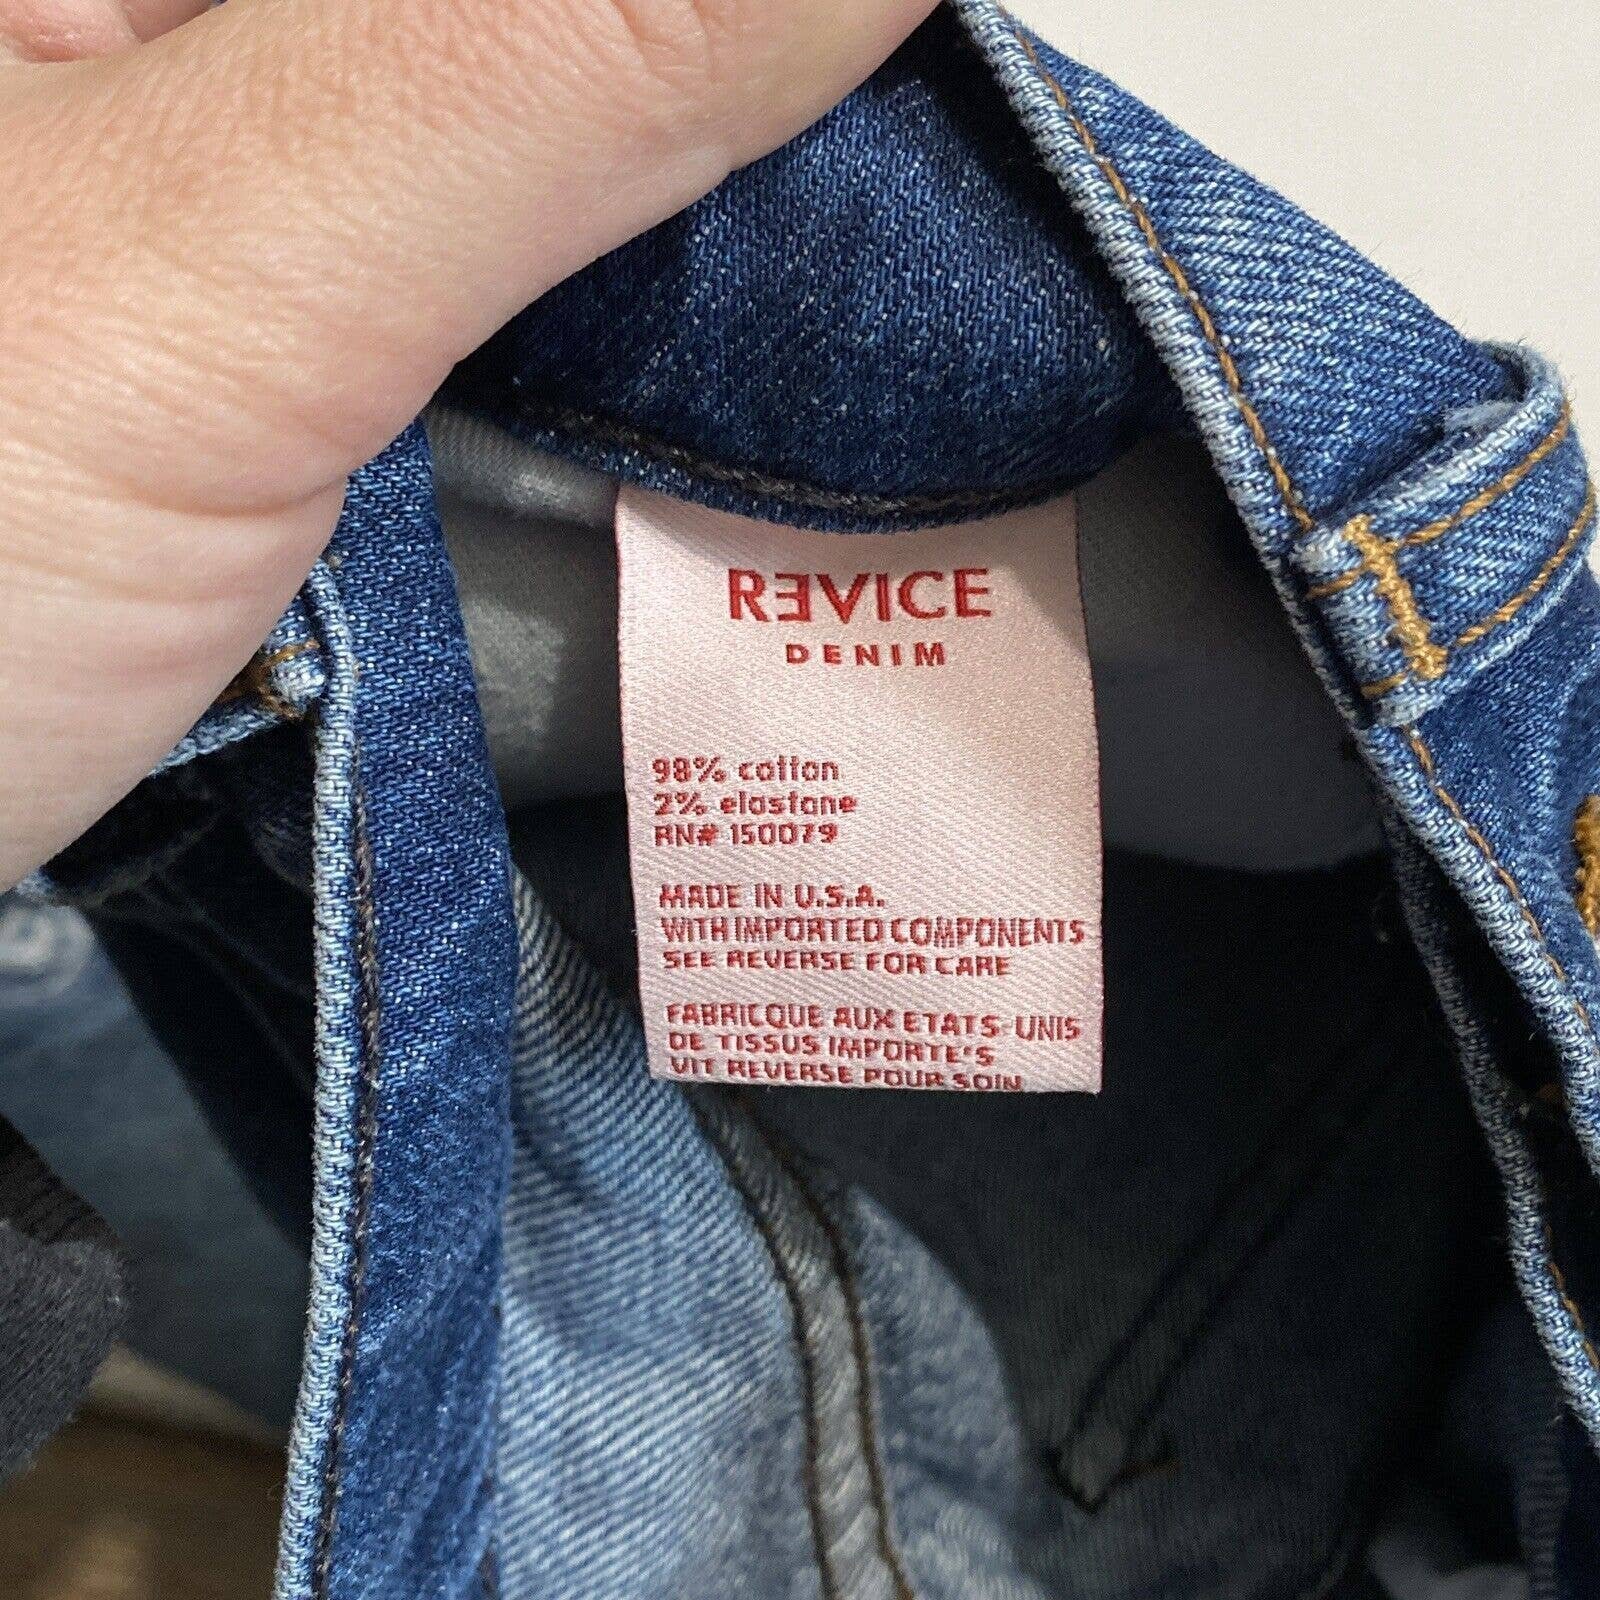 RƎVICE
DENIM
98% cotton
2% elastane
RN# 150079
MADE IN U.S.A.
WITH IMPORTED COMPONENTS
SEE REVERSE FOR CARE
FABRICQUE AUX ETATS-UNIS
DE TISSUS IMPORTE'S
VIT REVERSE POUR SOIN